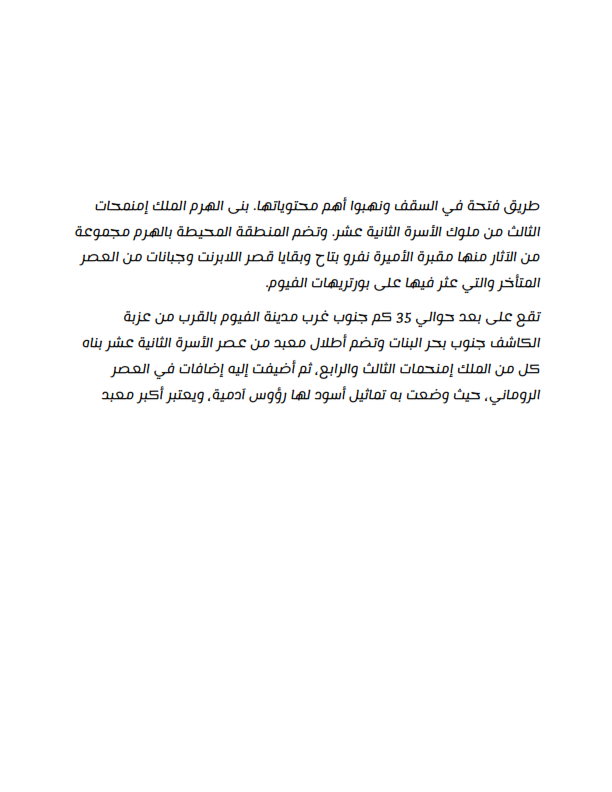 طريق فتحة في السقف ونهبوا أهم محتوياتها. بنى الهرم الملك إمنمحات
الثالث من ملوك الأسرة الثانية عشر. وتضم المنطقة المحيطة بالهرم مجموعة
من الآثار منها مقبرة الأميرة نفرو بتاح وبقايا قصر اللابرنت وجبانات من العصر
المتأخر والتي عثر فيها على بورتريهات الفيوم.
تقع على بعد حوالي 35 كم جنوب غرب مدينة الفيوم بالقرب من عزبة
الكاشف جنوب بحر البنات وتضم أطلال معبد من عصر الأسرة الثانية عشر بناه
كل من الملك إمنحمات الثالث والرابع، ثم أضيفت إليه إضافات في العصر
الروماني، حيث وضعت به تماثيل أسود لها رؤوس آدمية، ويعتبر أكبر معبد